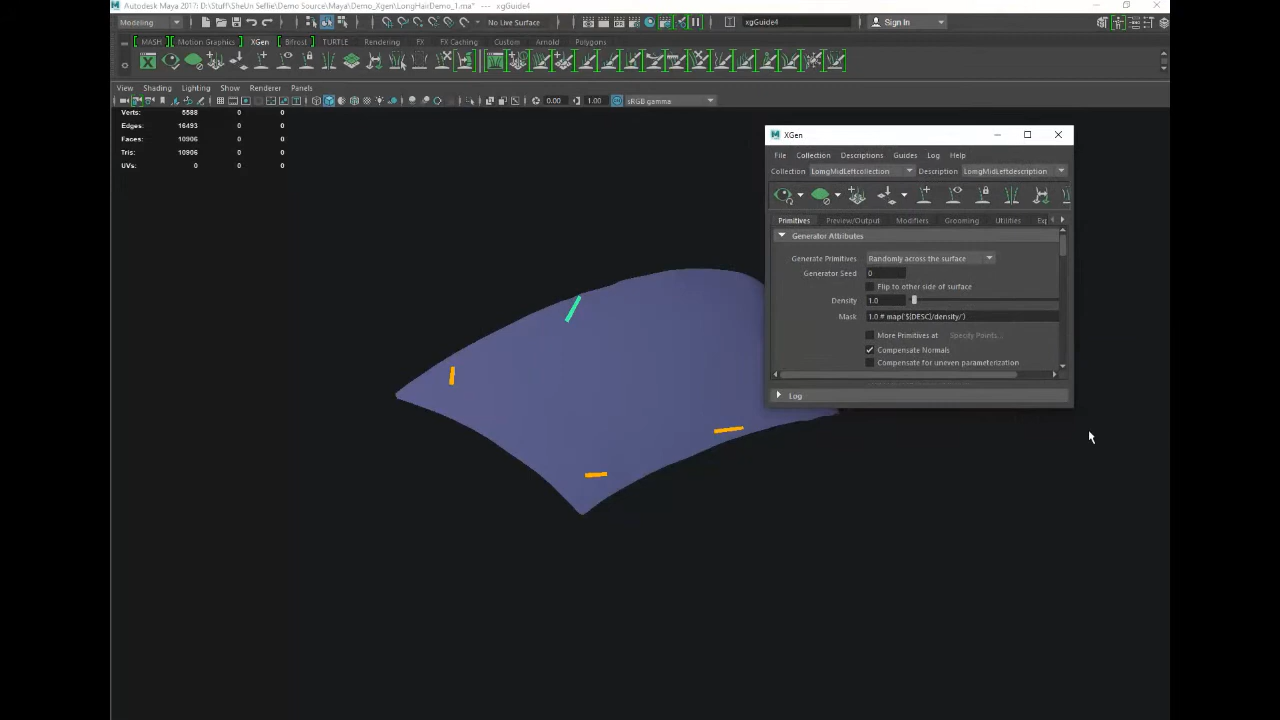 Autodesk Maya 2017: D:\Stuff\SheUn Selfie\Demo Source\Maya\Demo_Xgen\LongHairDemo_1.ma* --- xgGuide4
Modeling No Live Surface xgGuide4 Sign In
MASH Motion Graphics XGen Bifrost TURTLE Rendering FX FX Caching Custom Arnold Polygons
View Shading Lighting Show Renderer Panels
0.00 1.00 sRGB gamma
Verts: 5588 0 0
Edges: 16493 0 0
Faces: 10906 0 0
Tris: 10906 0 0
UVs: 0 0 0
XGen
File Collection Descriptions Guides Log Help
Collection LomgMidLeftcollection Description LomgMidLeftdescription
Primitives Preview/Output Modifiers Grooming Utilities
Generator Attributes
Generate Primitives Randomly across the surface
Generator Seed 0
Flip to other side of surface
Density 1.0
Mask 1.0 # map('${DESC}/density/')
More Primitives at Specify Points...
Compensate Normals
Compensate for uneven parameterization
Log